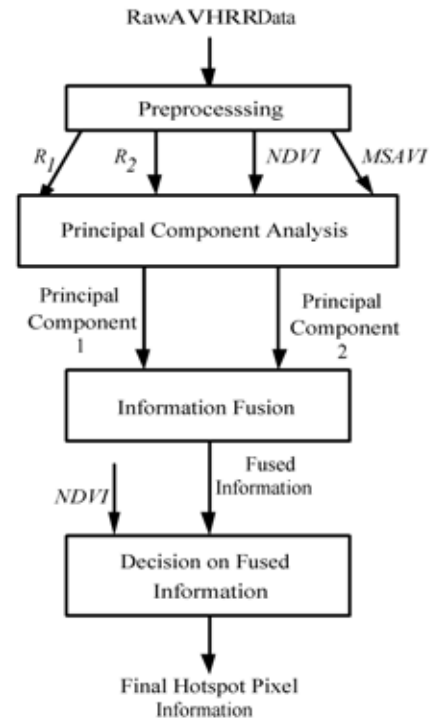 RawAVHRRData
Preprocesssing
R1 R2 NDVI MSAVI
Principal Component Analysis
Principal
Component
1
Principal
Component
2
Information Fusion
NDVI
Fused
Information
Decision on Fused
Information
Final Hotspot Pixel
Information